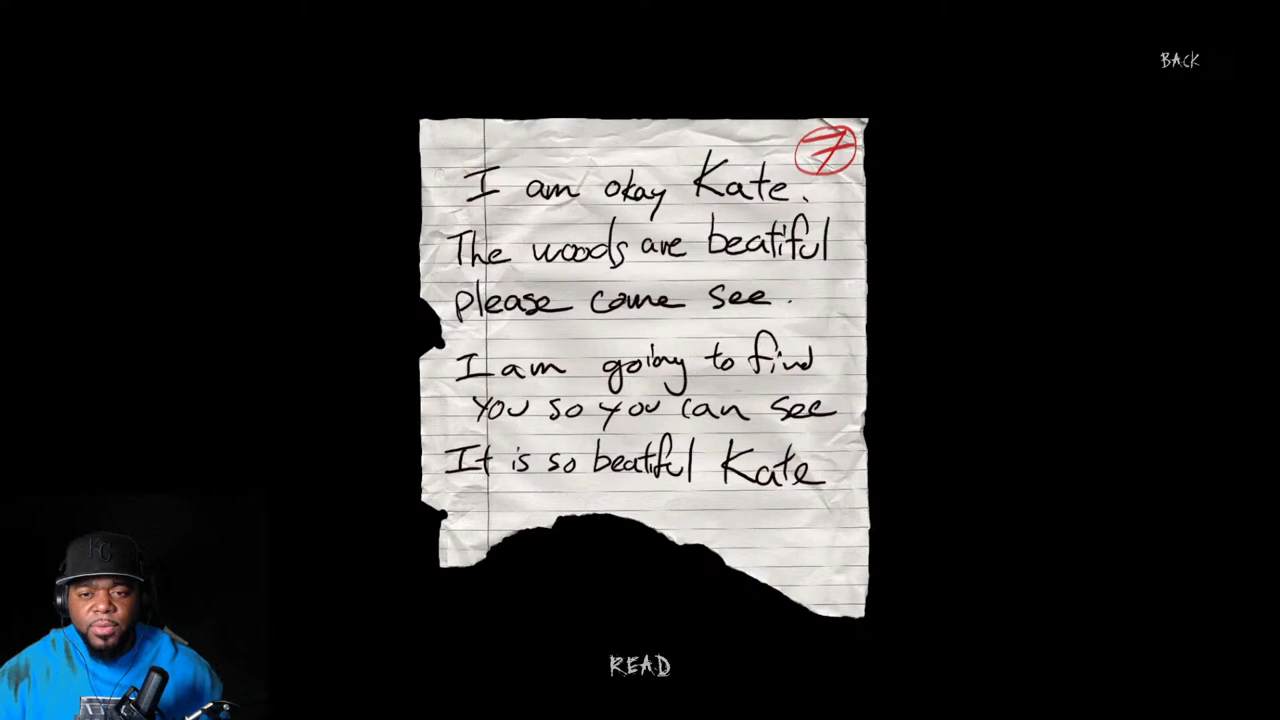 BACK
7
I am okay Kate.
The woods are beatiful
please come see.
I am going to find
you so you can see
It is so beatiful Kate
KC
READ